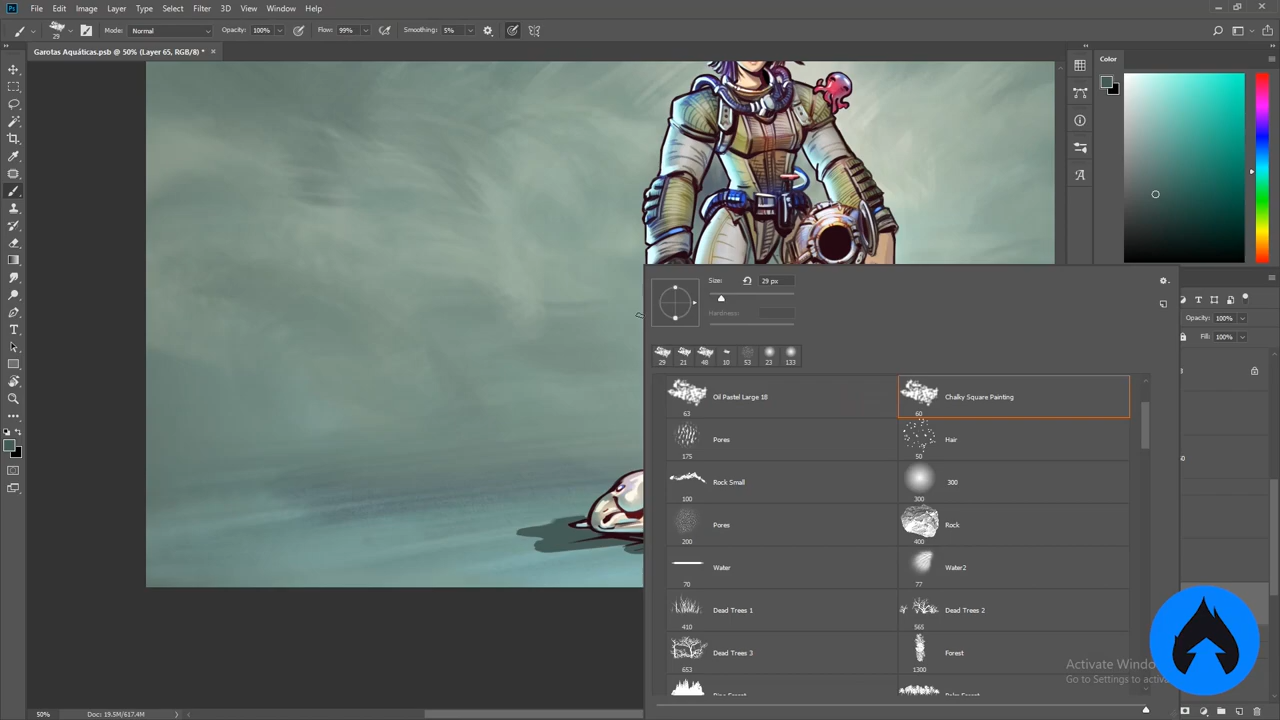 Ps File Edit Image Layer Type Select Filter 3D View Window Help
29 Mode: Normal Opacity: 100% Flow: 99% Smoothing: 5%
Garotas Aquáticas.psb @ 50% (Layer 65, RGB/8) * ×
Color
Size: 29 px
Hardness:
Opacity: 100%
Fill: 100%
29 21 48 10 53 23 133
Oil Pastel Large 18
63
Chalky Square Painting
60
Pores
175
Hair
50
Rock Small
100
300
300
Pores
200
Rock
400
Water
70
Water2
77
Dead Trees 1
410
Dead Trees 2
565
Dead Trees 3
653
Forest
1300
Activate Windo
Go to Settings to activa
50% Doc: 19.5M/617.4M